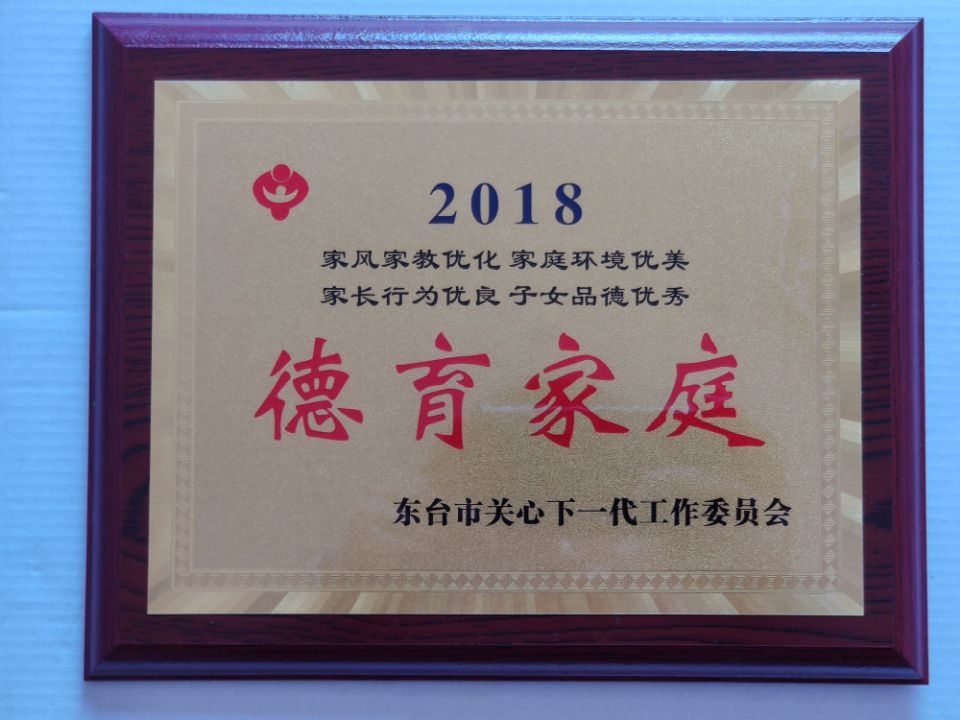 2018
家风家教优化 家庭环境优美
家长行为优良 子女品德优秀
德育家庭
东台市关心下一代工作委员会